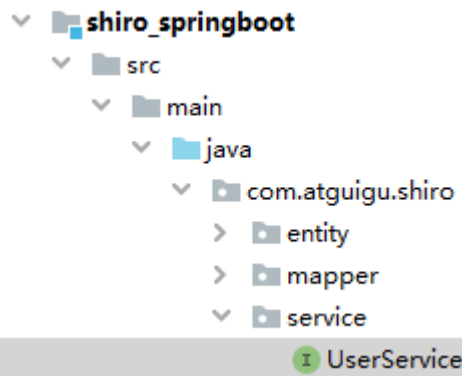 shiro_springboot
src
main
java
com.atguigu.shiro
entity
mapper
service
I UserService